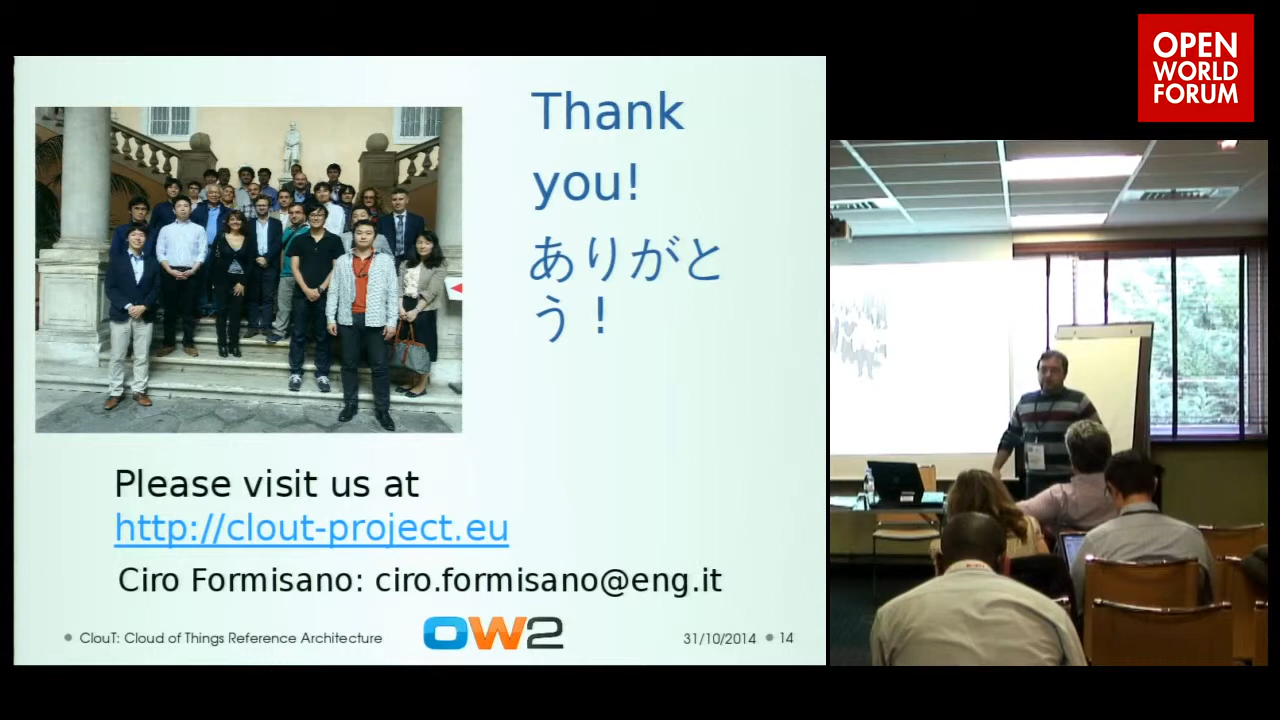 OPEN
WORLD
FORUM
Thank
you!
ありがと
う！
Please visit us at
http://clout-project.eu
Ciro Formisano: ciro.formisano@eng.it
ClouT: Cloud of Things Reference Architecture
OW2
31/10/2014
14